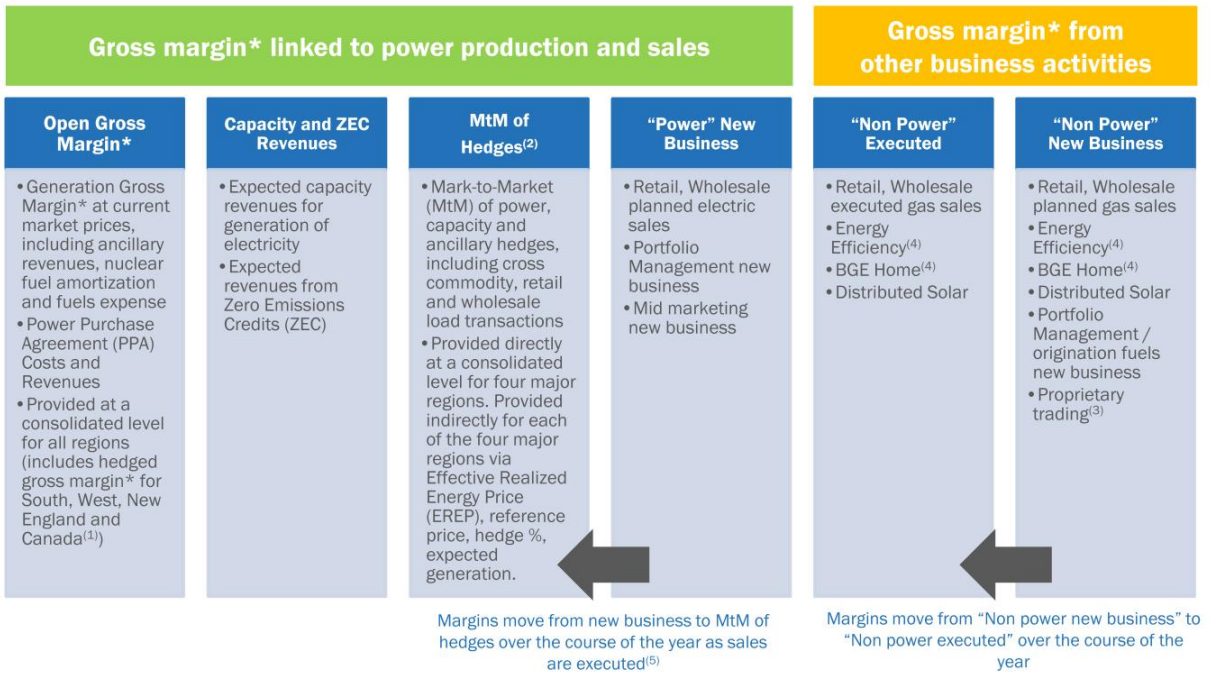 Gross margin* linked to power production and sales
Gross margin* from
other business activities
Open Gross
Margin*
• Generation Gross
Margin* at current
market prices,
including ancillary
revenues, nuclear
fuel amortization
and fuels expense
• Power Purchase
Agreement (PPA)
Costs and
Revenues
• Provided at a
consolidated level
for all regions
(includes hedged
gross margin* for
South, West, New
England and
Canada(1))
Capacity and ZEC
Revenues
• Expected capacity
revenues for
generation of
electricity
• Expected
revenues from
Zero Emissions
Credits (ZEC)
MtM of
Hedges(2)
• Mark-to-Market
(MtM) of power,
capacity and
ancillary hedges,
including cross
commodity, retail
and wholesale
load transactions
• Provided directly
at a consolidated
level for four major
regions. Provided
indirectly for each
of the four major
regions via
Effective Realized
Energy Price
(EREP), reference
price, hedge %,
expected
generation.
“Power” New
Business
• Retail, Wholesale
planned electric
sales
• Portfolio
Management new
business
• Mid marketing
new business
“Non Power”
Executed
• Retail, Wholesale
executed gas sales
• Energy
Efficiency(4)
• BGE Home(4)
• Distributed Solar
“Non Power”
New Business
• Retail, Wholesale
planned gas sales
• Energy
Efficiency(4)
• BGE Home(4)
• Distributed Solar
• Portfolio
Management /
origination fuels
new business
• Proprietary
trading(3)
Margins move from new business to MtM of
hedges over the course of the year as sales
are executed(5)
Margins move from “Non power new business” to
“Non power executed” over the course of the
year